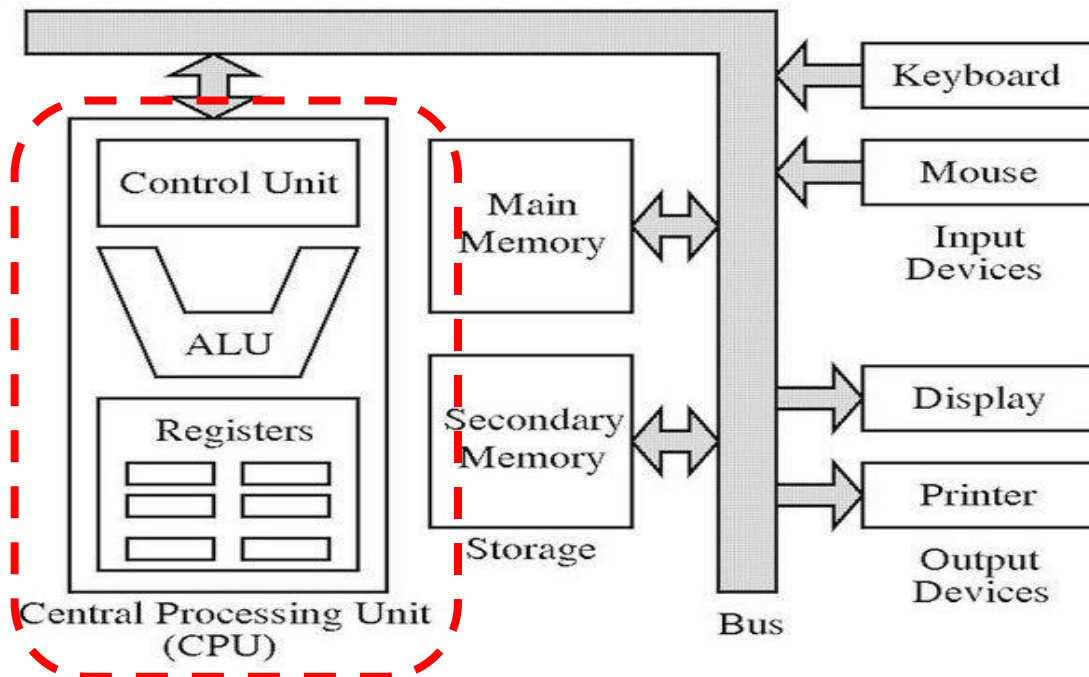 Control Unit
ALU
Registers
Central Processing Unit
(CPU)
Main
Memory
Secondary
Memory
Storage
Bus
Keyboard
Mouse
Input
Devices
Display
Printer
Output
Devices